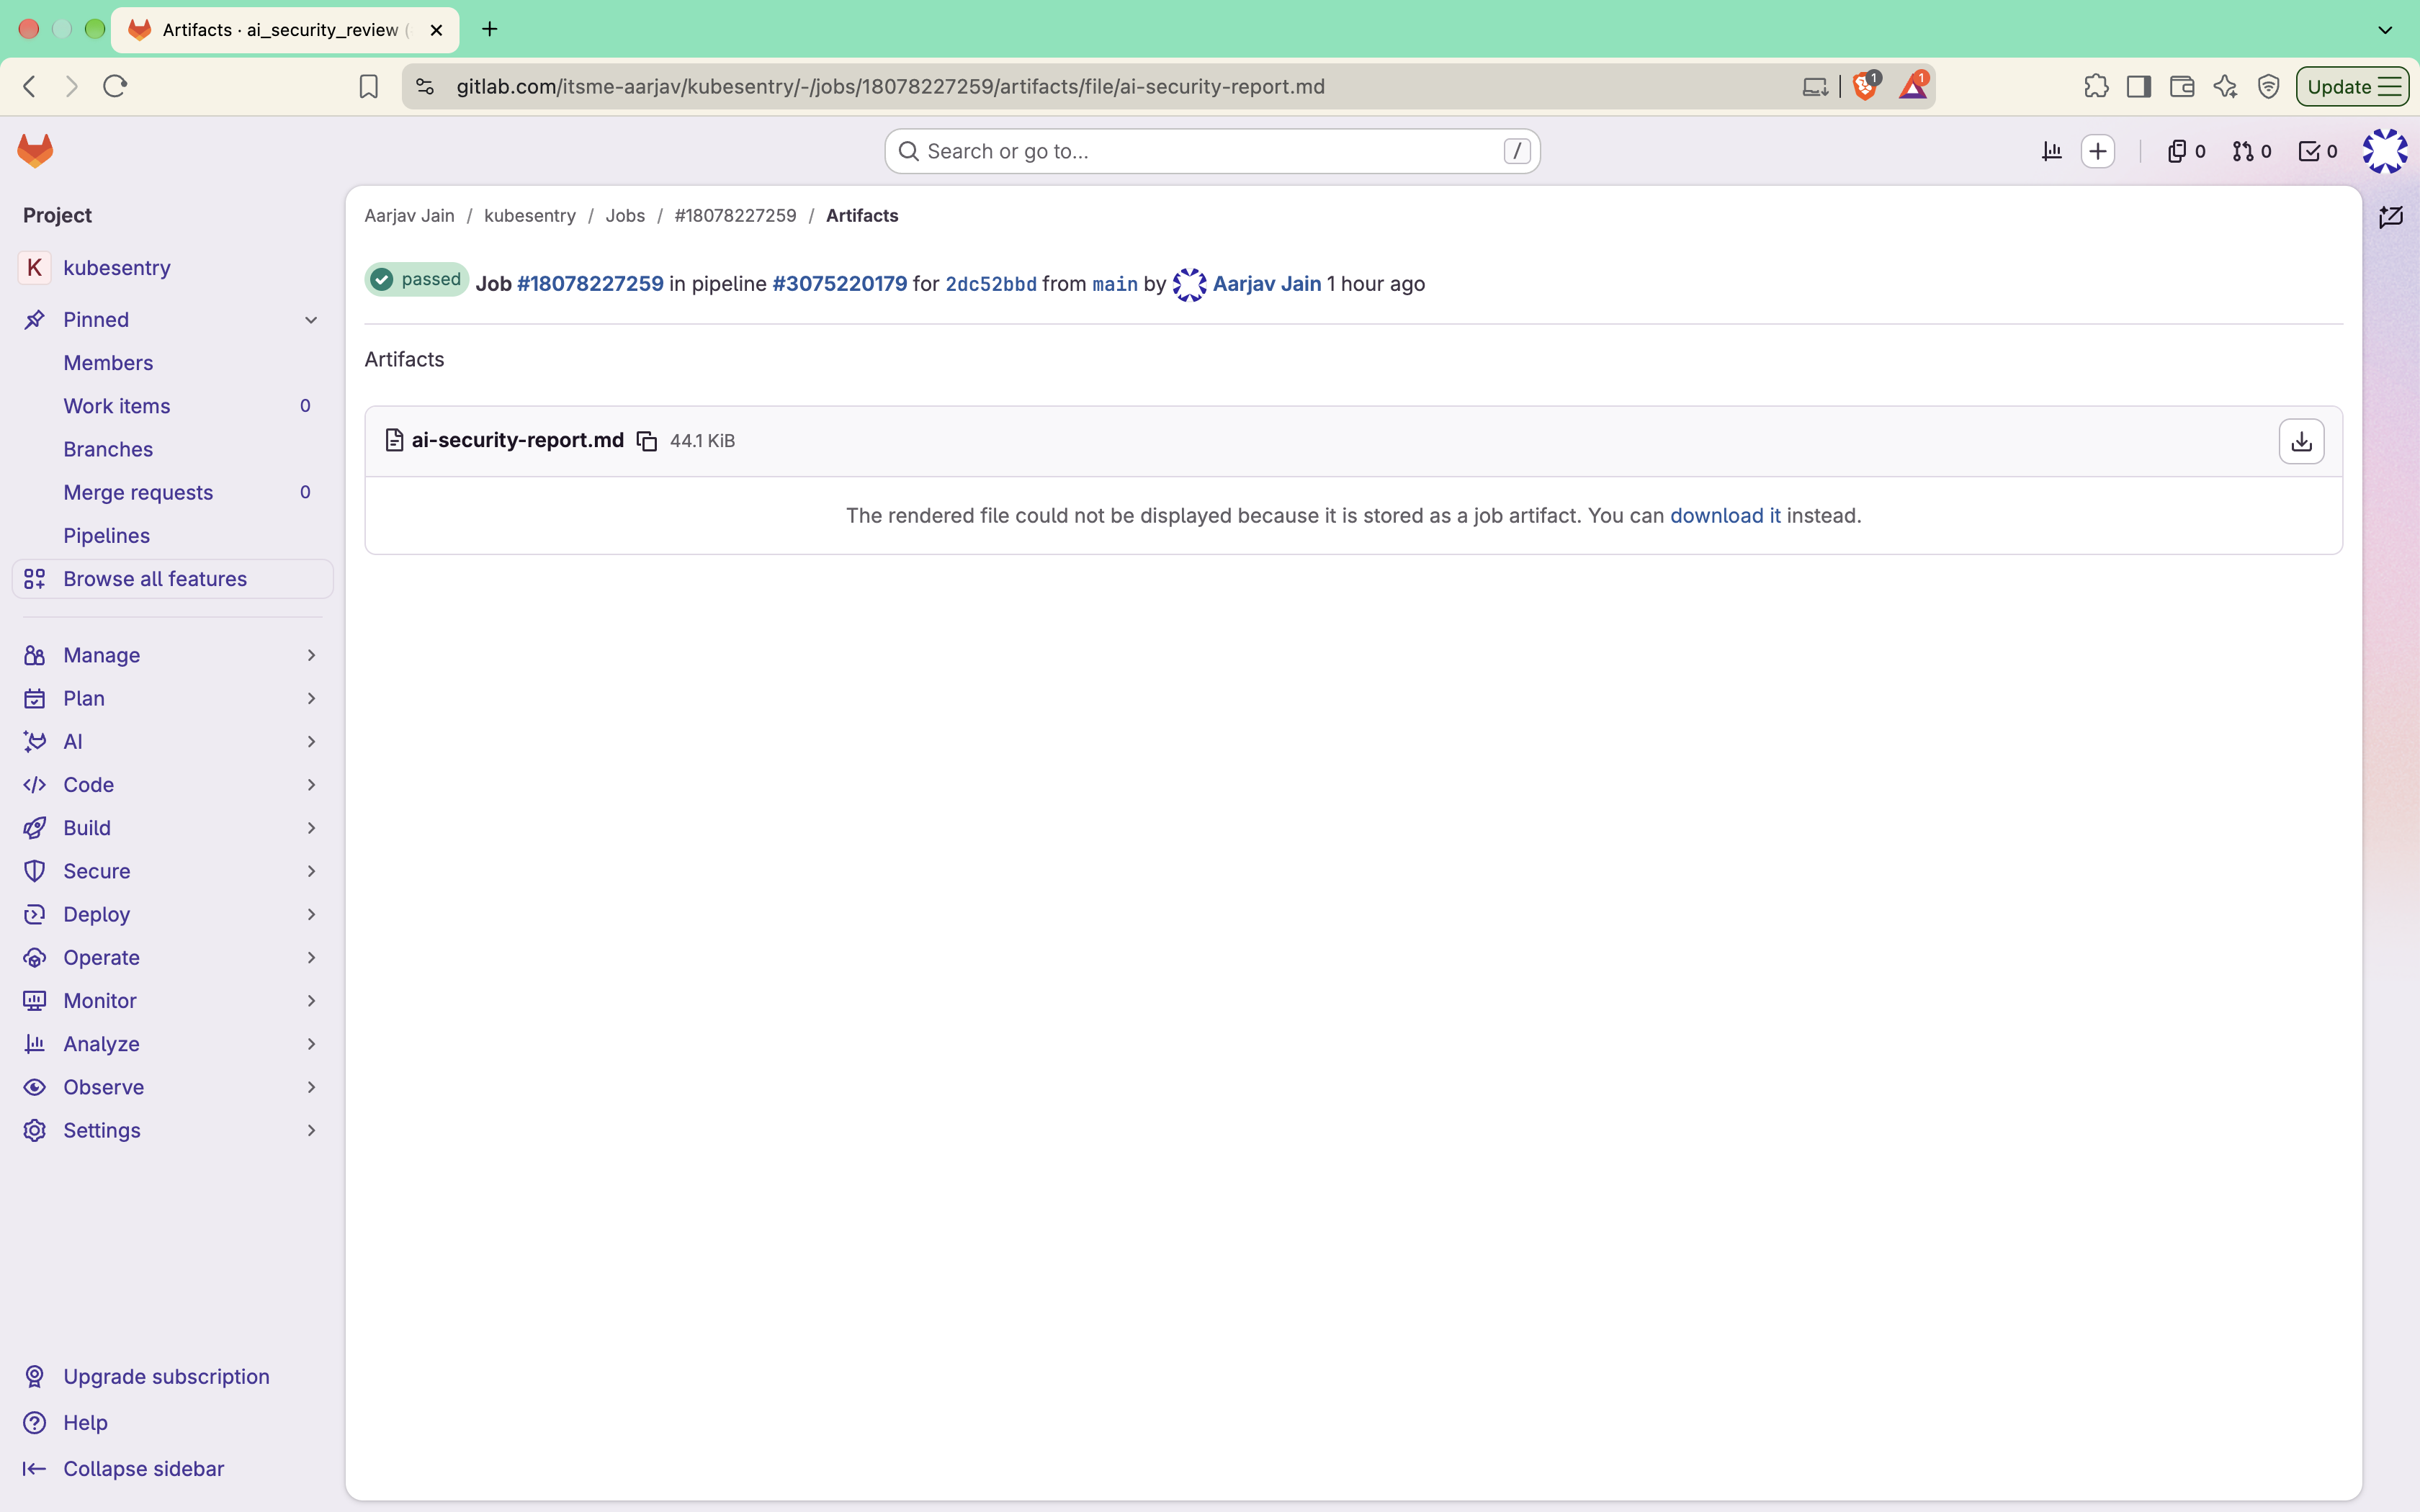 Artifacts · ai_security_review (
gitlab.com/itsme-aarjav/kubesentry/-/jobs/18078227259/artifacts/file/ai-security-report.md
1
1
Update
Search or go to...
/
0
0
0
Project
K kubesentry
Pinned
Members
Work items 0
Branches
Merge requests 0
Pipelines
Browse all features
Manage
Plan
AI
Code
Build
Secure
Deploy
Operate
Monitor
Analyze
Observe
Settings
Upgrade subscription
Help
Collapse sidebar
Aarjav Jain / kubesentry / Jobs / #18078227259 / Artifacts
passed Job #18078227259 in pipeline #3075220179 for 2dc52bbd from main by Aarjav Jain 1 hour ago
Artifacts
ai-security-report.md 44.1 KiB
The rendered file could not be displayed because it is stored as a job artifact. You can download it instead.